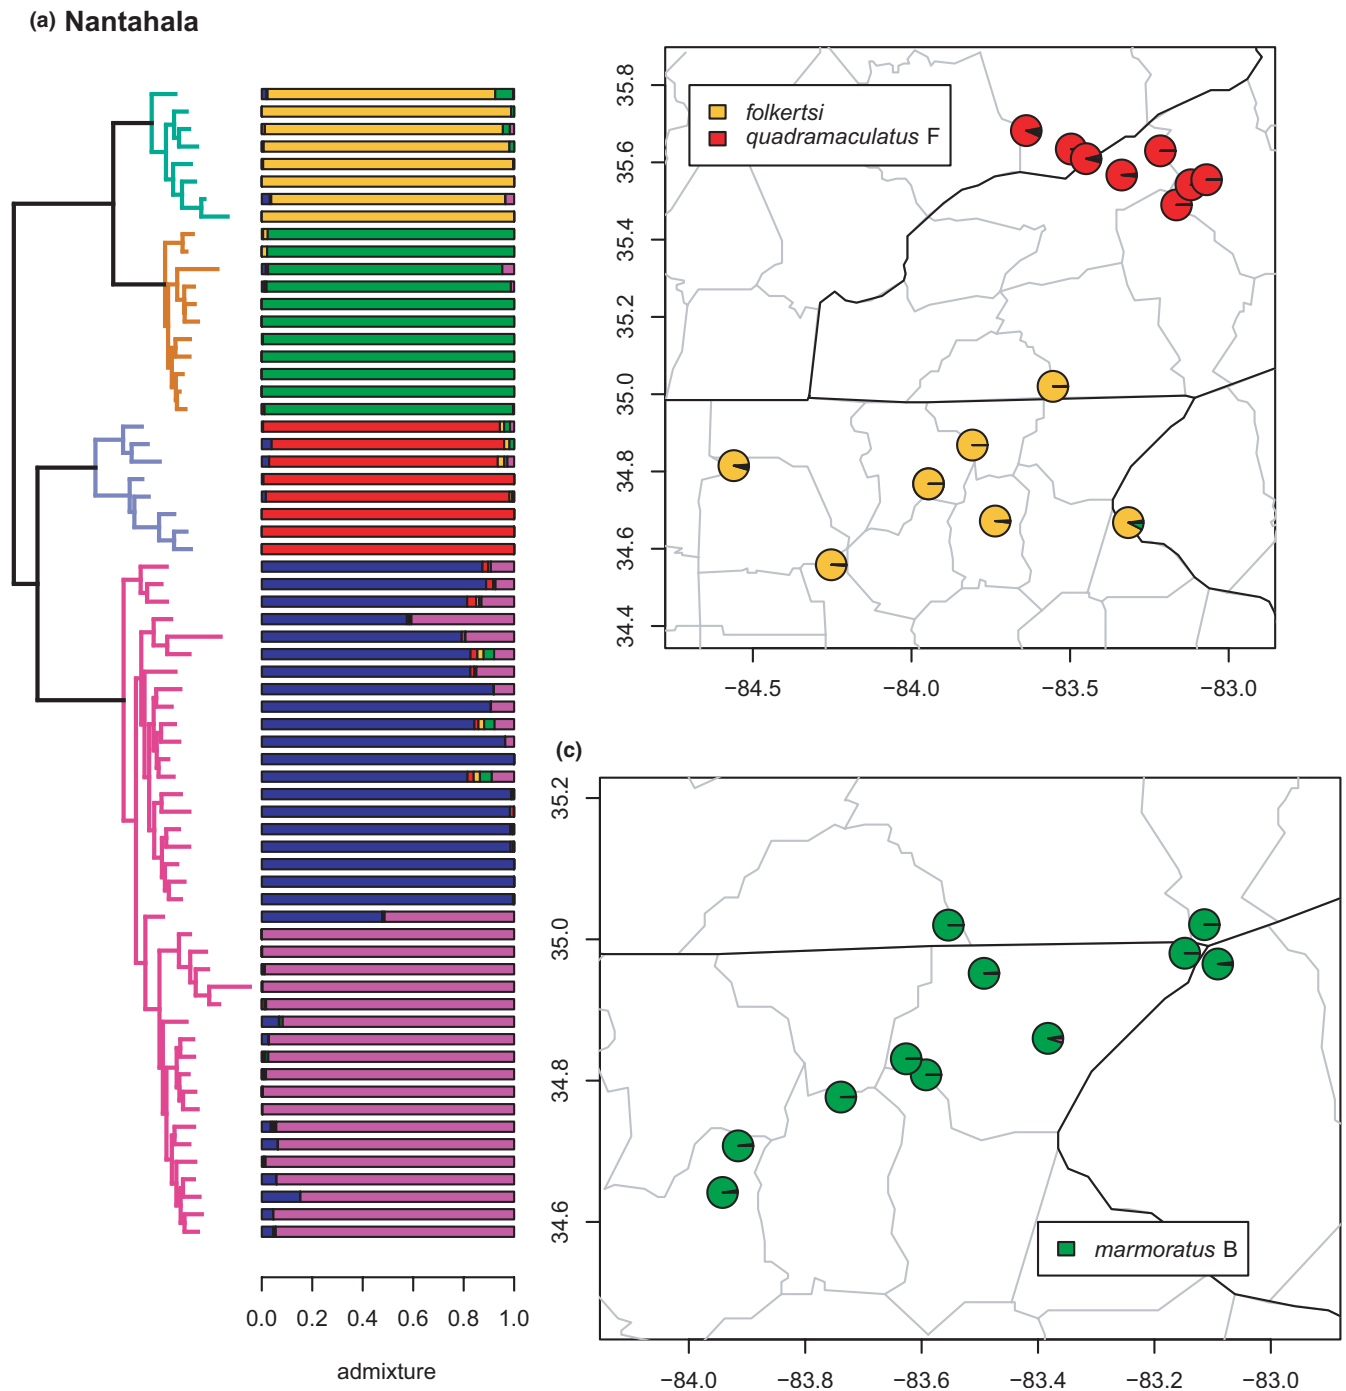 (a) Nantahala
0.0 0.2 0.4 0.6 0.8 1.0
admixture
35.8
35.6
35.4
35.2
35.0
34.8
34.6
34.4
folkertsi
quadramaculatus F
−84.5 −84.0 −83.5 −83.0
(c)
35.2
35.0
34.8
34.6
marmoratus B
−84.0 −83.8 −83.6 −83.4 −83.2 −83.0